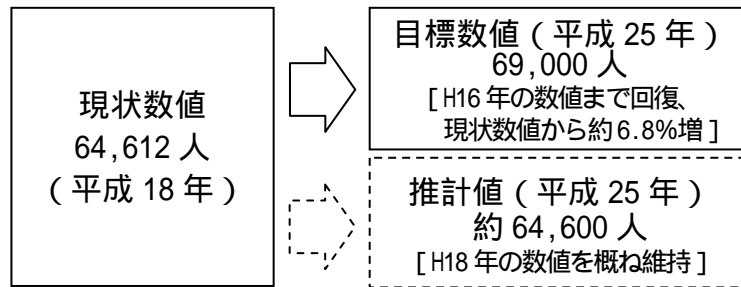 現状数値
64,612 人
（平成 18 年）
目標数値（平成 25 年）
69,000 人
[ H16 年の数値まで回復、
現状数値から約 6.8%増 ]
推計値（平成 25 年）
約 64,600 人
[ H18 年の数値を概ね維持 ]